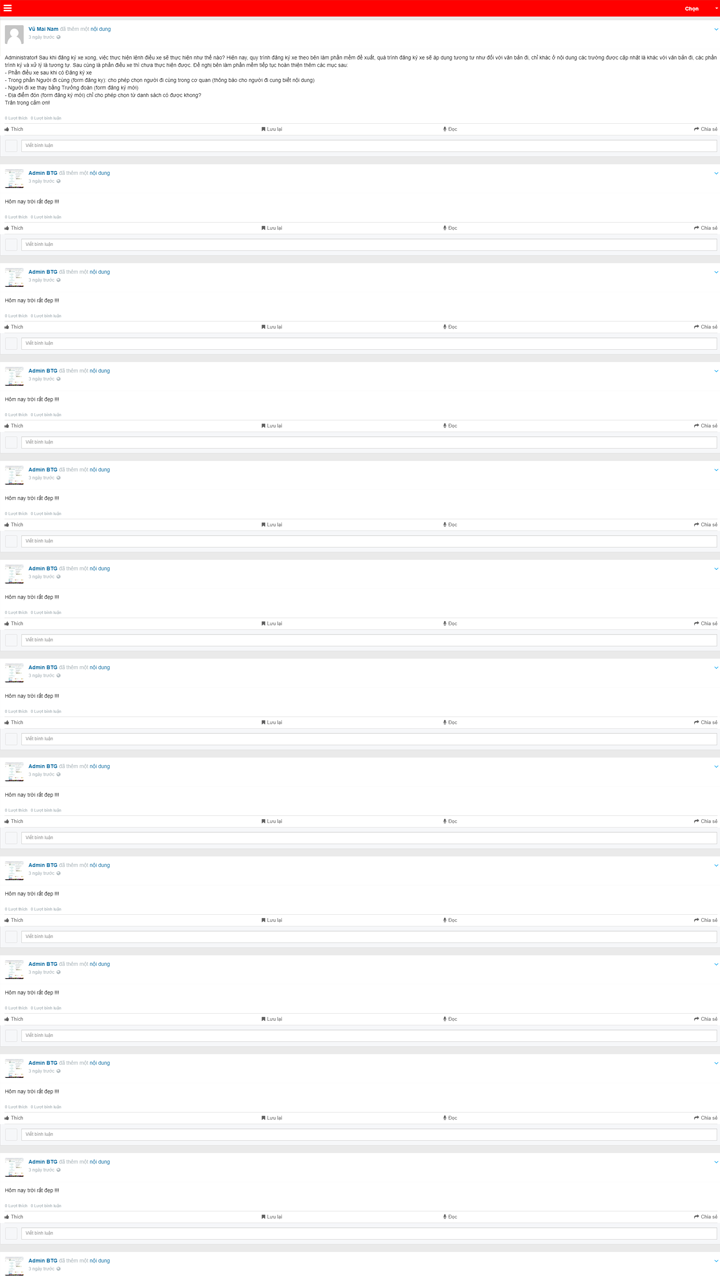 Chọn
Vũ Mai Nam đã thêm một nội dung
3 ngày trước
Administrator# Sau khi đăng ký xe xong, việc thực hiện lệnh điều xe sẽ thực hiện như thế nào? Hiện nay, quy trình đăng ký xe theo bên làm phần mềm đề xuất, quá trình đăng ký xe sẽ áp dụng tương tự như đối với văn bản đi, chỉ khác ở nội dung các trường được cập nhật là khác với văn bản đi, các phần
trình ký và xử lý là tương tự. Sau cùng là phần điều xe thì chưa thực hiện được. Đề nghị bên làm phần mềm tiếp tục hoàn thiện thêm các mục sau:
- Phần điều xe sau khi có Đăng ký xe
- Trong phần Người đi cùng (form đăng ký): cho phép chọn người đi cùng trong cơ quan (thông báo cho người đi cung biết nội dung)
- Người đi xe thay bằng Trưởng đoàn (form đăng ký mới)
- Địa điểm đón (form đăng ký mới) chỉ cho phép chọn từ danh sách có được không?
Trân trọng cảm ơn!
0 Lượt thích 0 Lượt bình luận
Thích Lưu lại Đọc Chia sẻ
Viết bình luận
Admin BTG đã thêm một nội dung
3 ngày trước
Hôm nay trời rất đẹp !!!!
0 Lượt thích 0 Lượt bình luận
Thích Lưu lại Đọc Chia sẻ
Viết bình luận
Admin BTG đã thêm một nội dung
3 ngày trước
Hôm nay trời rất đẹp !!!!
0 Lượt thích 0 Lượt bình luận
Thích Lưu lại Đọc Chia sẻ
Viết bình luận
Admin BTG đã thêm một nội dung
3 ngày trước
Hôm nay trời rất đẹp !!!!
0 Lượt thích 0 Lượt bình luận
Thích Lưu lại Đọc Chia sẻ
Viết bình luận
Admin BTG đã thêm một nội dung
3 ngày trước
Hôm nay trời rất đẹp !!!!
0 Lượt thích 0 Lượt bình luận
Thích Lưu lại Đọc Chia sẻ
Viết bình luận
Admin BTG đã thêm một nội dung
3 ngày trước
Hôm nay trời rất đẹp !!!!
0 Lượt thích 0 Lượt bình luận
Thích Lưu lại Đọc Chia sẻ
Viết bình luận
Admin BTG đã thêm một nội dung
3 ngày trước
Hôm nay trời rất đẹp !!!!
0 Lượt thích 0 Lượt bình luận
Thích Lưu lại Đọc Chia sẻ
Viết bình luận
Admin BTG đã thêm một nội dung
3 ngày trước
Hôm nay trời rất đẹp !!!!
0 Lượt thích 0 Lượt bình luận
Thích Lưu lại Đọc Chia sẻ
Viết bình luận
Admin BTG đã thêm một nội dung
3 ngày trước
Hôm nay trời rất đẹp !!!!
0 Lượt thích 0 Lượt bình luận
Thích Lưu lại Đọc Chia sẻ
Viết bình luận
Admin BTG đã thêm một nội dung
3 ngày trước
Hôm nay trời rất đẹp !!!!
0 Lượt thích 0 Lượt bình luận
Thích Lưu lại Đọc Chia sẻ
Viết bình luận
Admin BTG đã thêm một nội dung
3 ngày trước
Hôm nay trời rất đẹp !!!!
0 Lượt thích 0 Lượt bình luận
Thích Lưu lại Đọc Chia sẻ
Viết bình luận
Admin BTG đã thêm một nội dung
3 ngày trước
Hôm nay trời rất đẹp !!!!
0 Lượt thích 0 Lượt bình luận
Thích Lưu lại Đọc Chia sẻ
Viết bình luận
Admin BTG đã thêm một nội dung
3 ngày trước